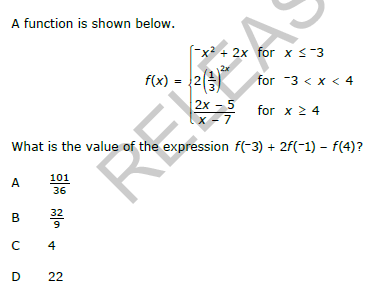 A function is shown below.
⁻x² + 2x for x ≤ ⁻3
f(x) = 2(1/3)²ˣ for ⁻3 < x < 4
(2x − 5)/(x − 7) for x ≥ 4
What is the value of the expression f(⁻3) + 2f(⁻1) − f(4)?
A 101/36
B 32/9
C 4
D 22
RELEAS